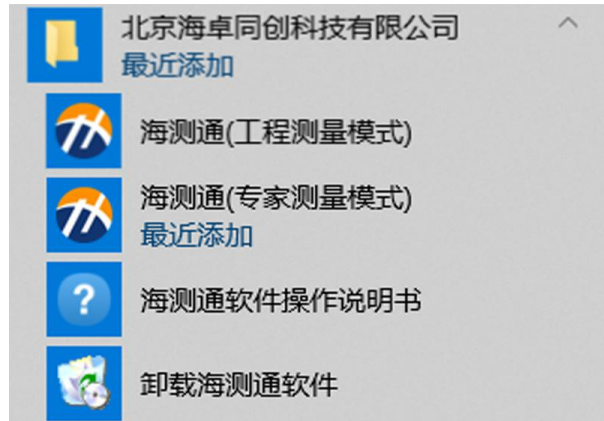 北京海卓同创科技有限公司
最近添加
海测通(工程测量模式)
海测通(专家测量模式)
最近添加
海测通软件操作说明书
卸载海测通软件